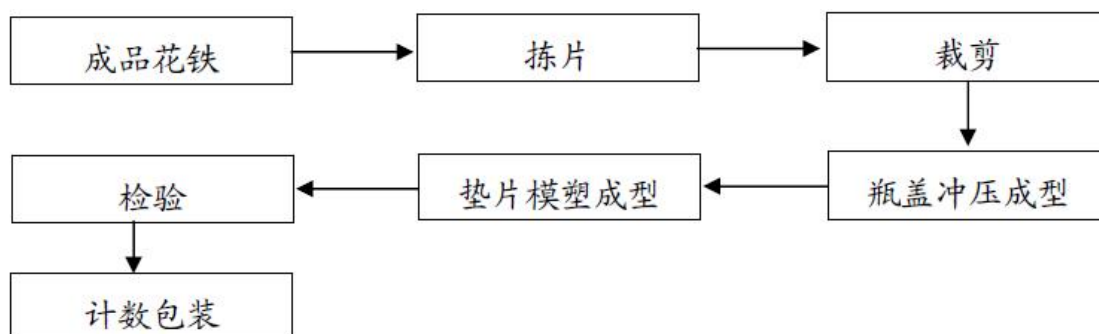 成品花铁
拣片
裁剪
瓶盖冲压成型
垫片模塑成型
检验
计数包装